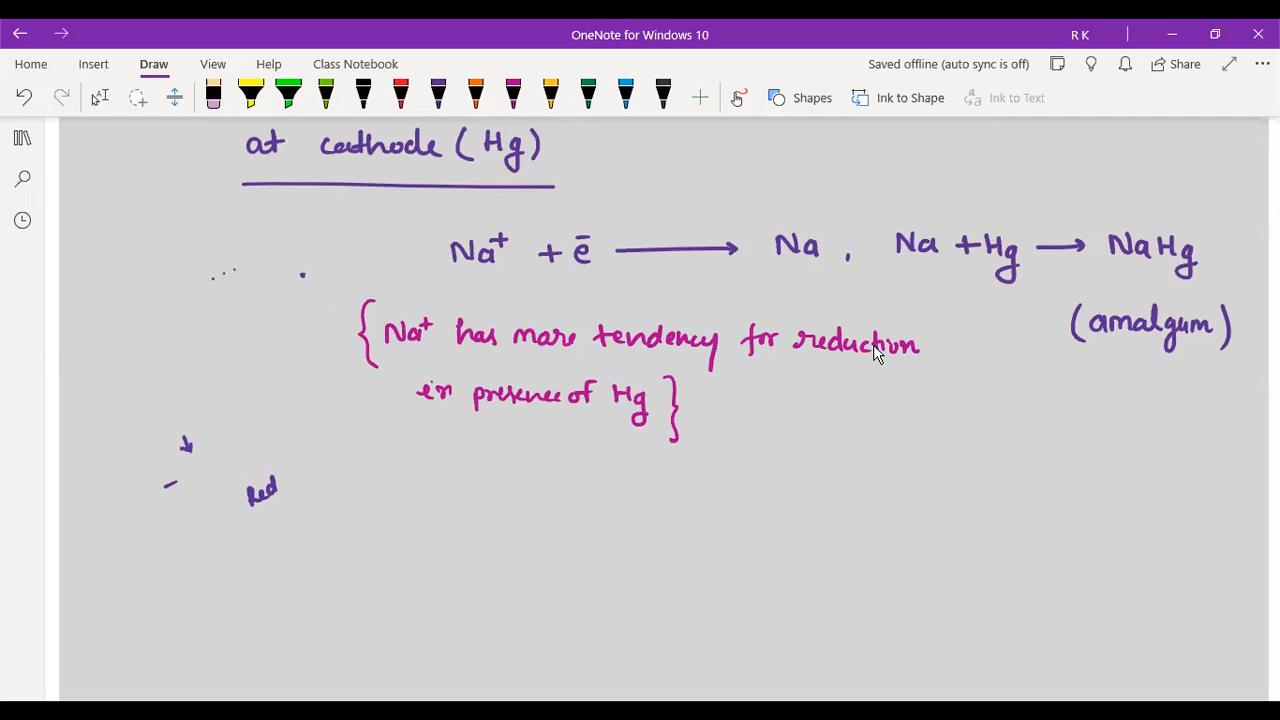 OneNote for Windows 10
R K
Home Insert Draw View Help Class Notebook
Saved offline (auto sync is off) Share
Shapes Ink to Shape Ink to Text
at cathode (Hg)
Na⁺ + ē ⟶ Na , Na + Hg ⟶ NaHg
(amalgum)
{ Na⁺ has more tendency for reduction
in presence of Hg }
Red